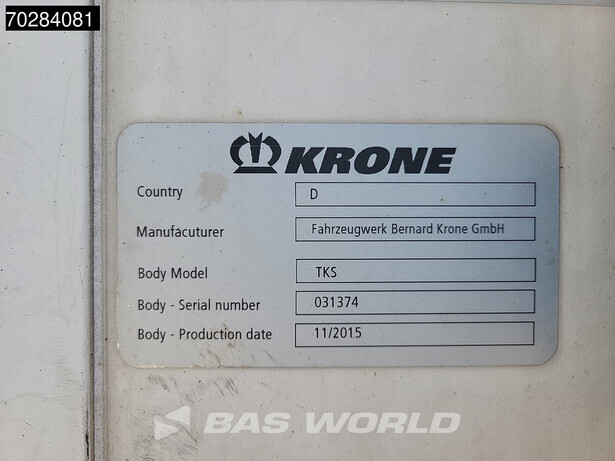 70284081
KRONE
Country D
Manufacuturer Fahrzeugwerk Bernard Krone GmbH
Body Model TKS
Body - Serial number 031374
Body - Production date 11/2015
BAS WORLD